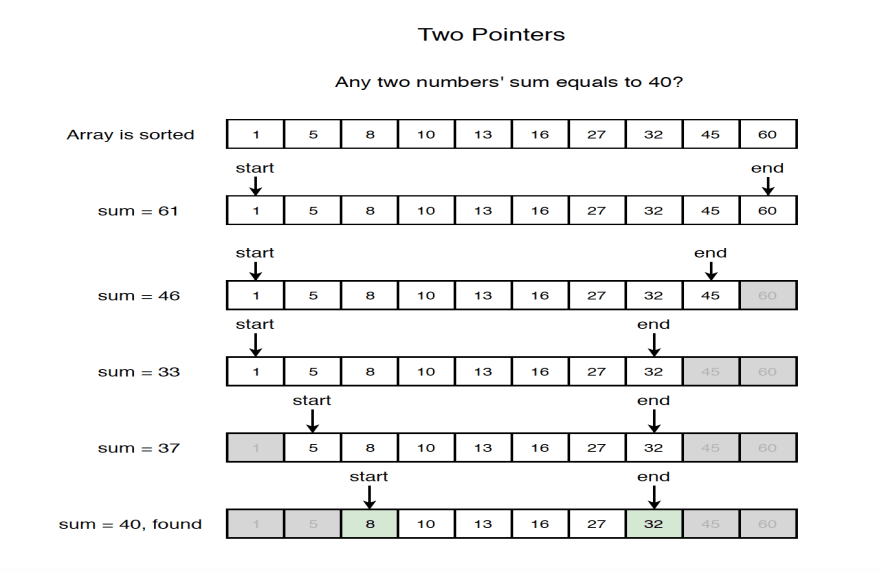 Two Pointers
Any two numbers' sum equals to 40?
Array is sorted 1 5 8 10 13 16 27 32 45 60
start end
sum = 61 1 5 8 10 13 16 27 32 45 60
start end
sum = 46 1 5 8 10 13 16 27 32 45 60
start end
sum = 33 1 5 8 10 13 16 27 32 45 60
start end
sum = 37 1 5 8 10 13 16 27 32 45 60
start end
sum = 40, found 1 5 8 10 13 16 27 32 45 60